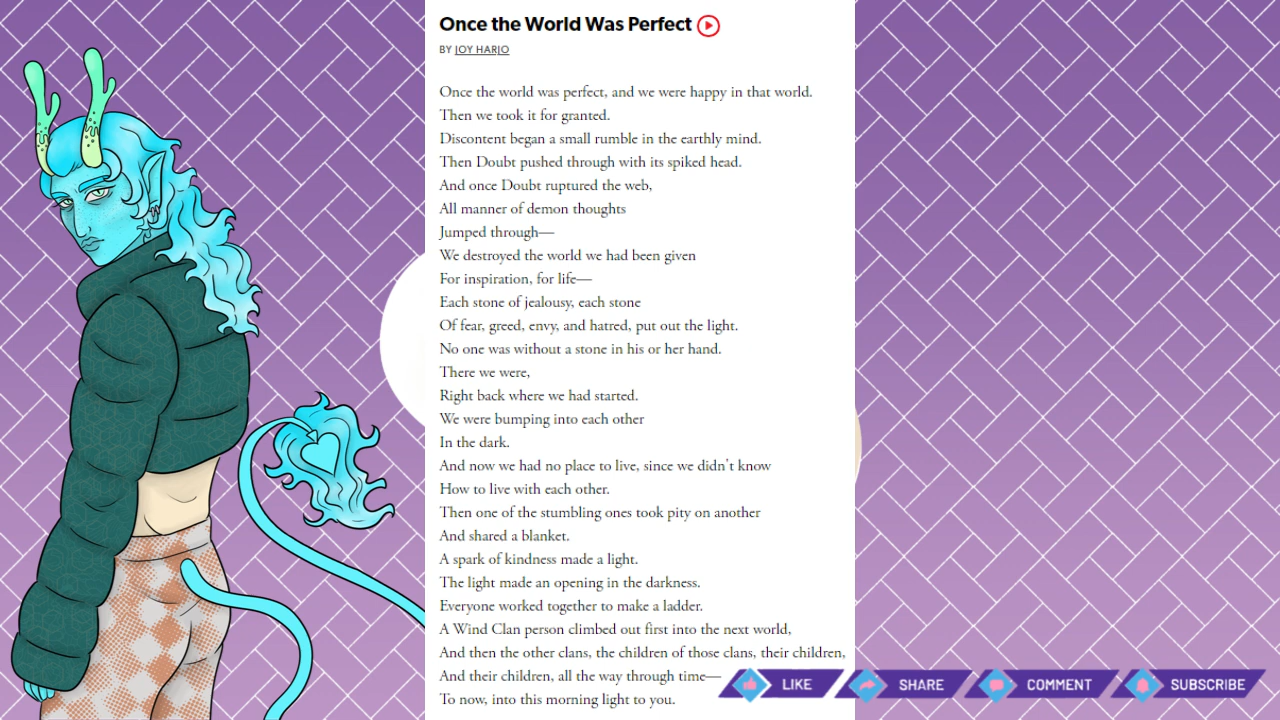 Once the World Was Perfect
BY JOY HARJO
Once the world was perfect, and we were happy in that world.
Then we took it for granted.
Discontent began a small rumble in the earthly mind.
Then Doubt pushed through with its spiked head.
And once Doubt ruptured the web,
All manner of demon thoughts
Jumped through—
We destroyed the world we had been given
For inspiration, for life—
Each stone of jealousy, each stone
Of fear, greed, envy, and hatred, put out the light.
No one was without a stone in his or her hand.
There we were,
Right back where we had started.
We were bumping into each other
In the dark.
And now we had no place to live, since we didn't know
How to live with each other.
Then one of the stumbling ones took pity on another
And shared a blanket.
A spark of kindness made a light.
The light made an opening in the darkness.
Everyone worked together to make a ladder.
A Wind Clan person climbed out first into the next world,
And then the other clans, the children of those clans, their children,
And their children, all the way through time—
To now, into this morning light to you.
LIKE SHARE COMMENT SUBSCRIBE